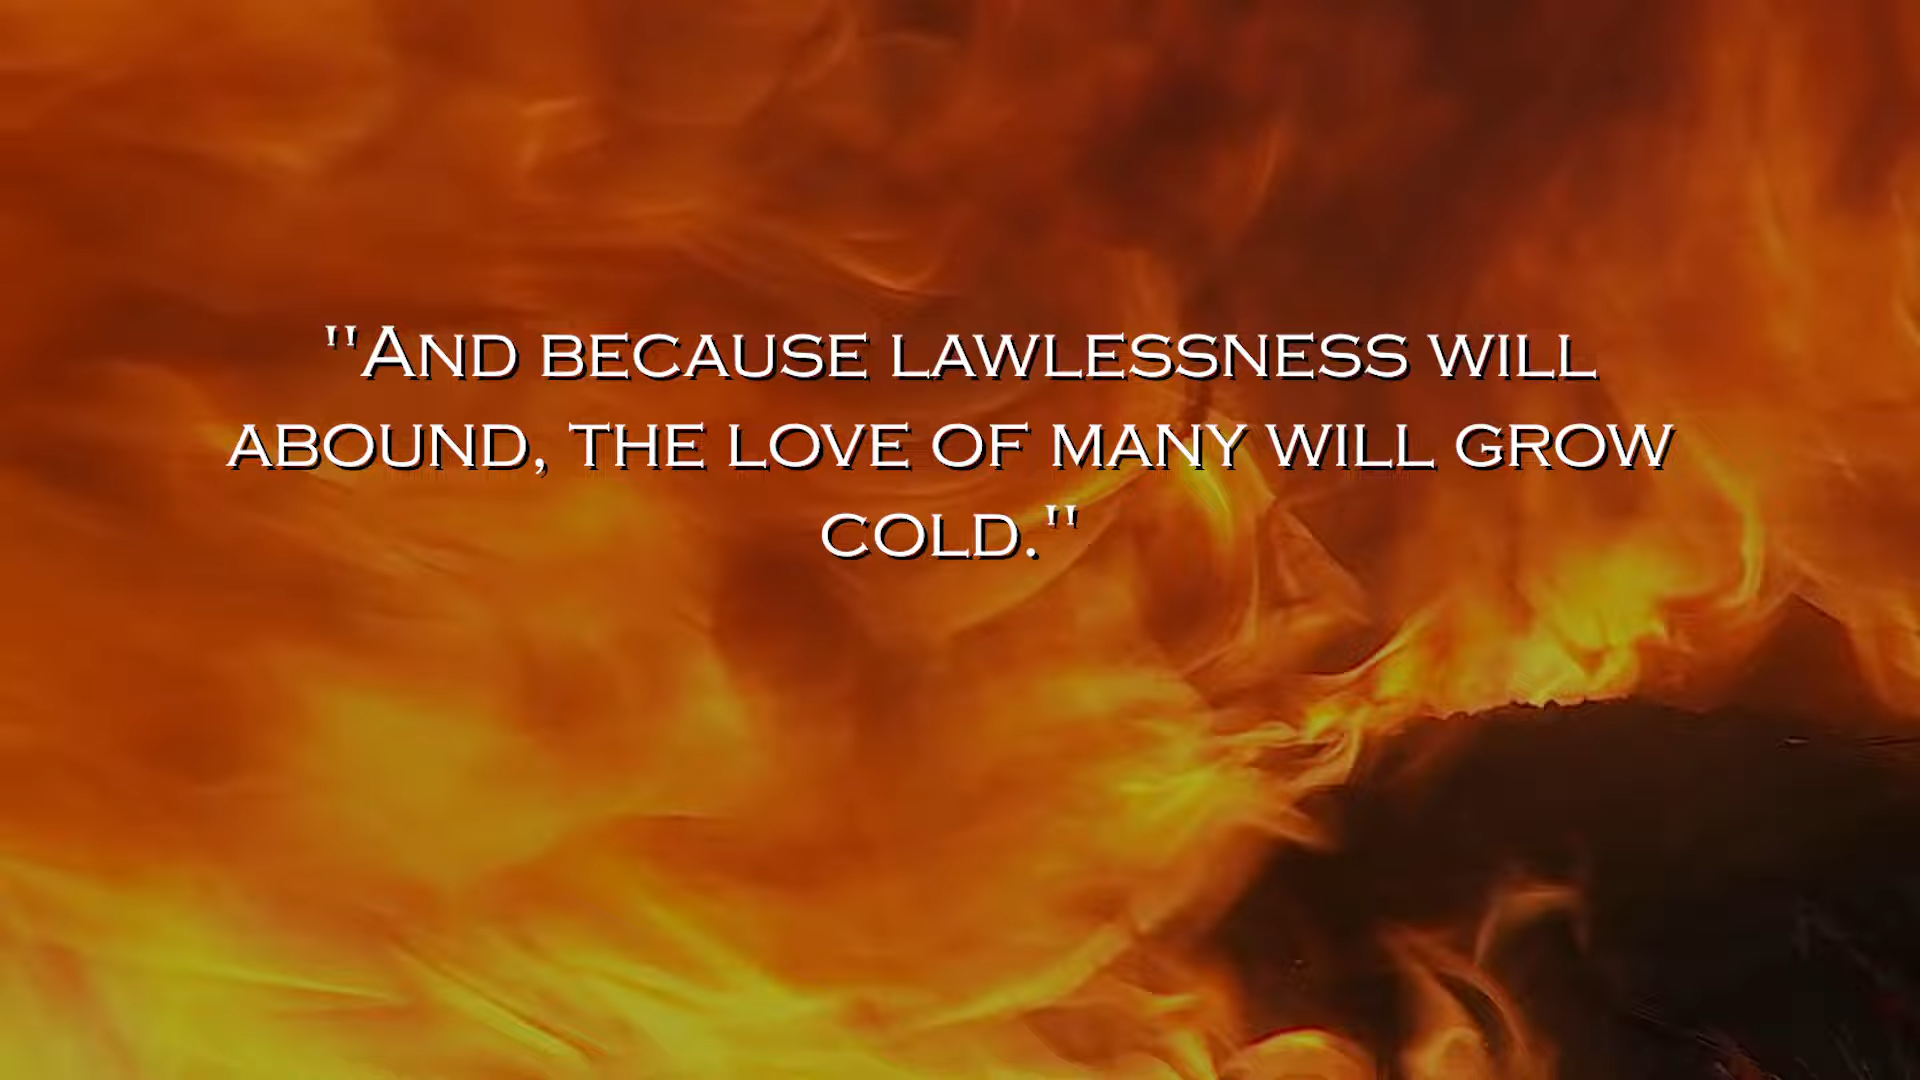 "And because lawlessness will
abound, the love of many will grow
cold."